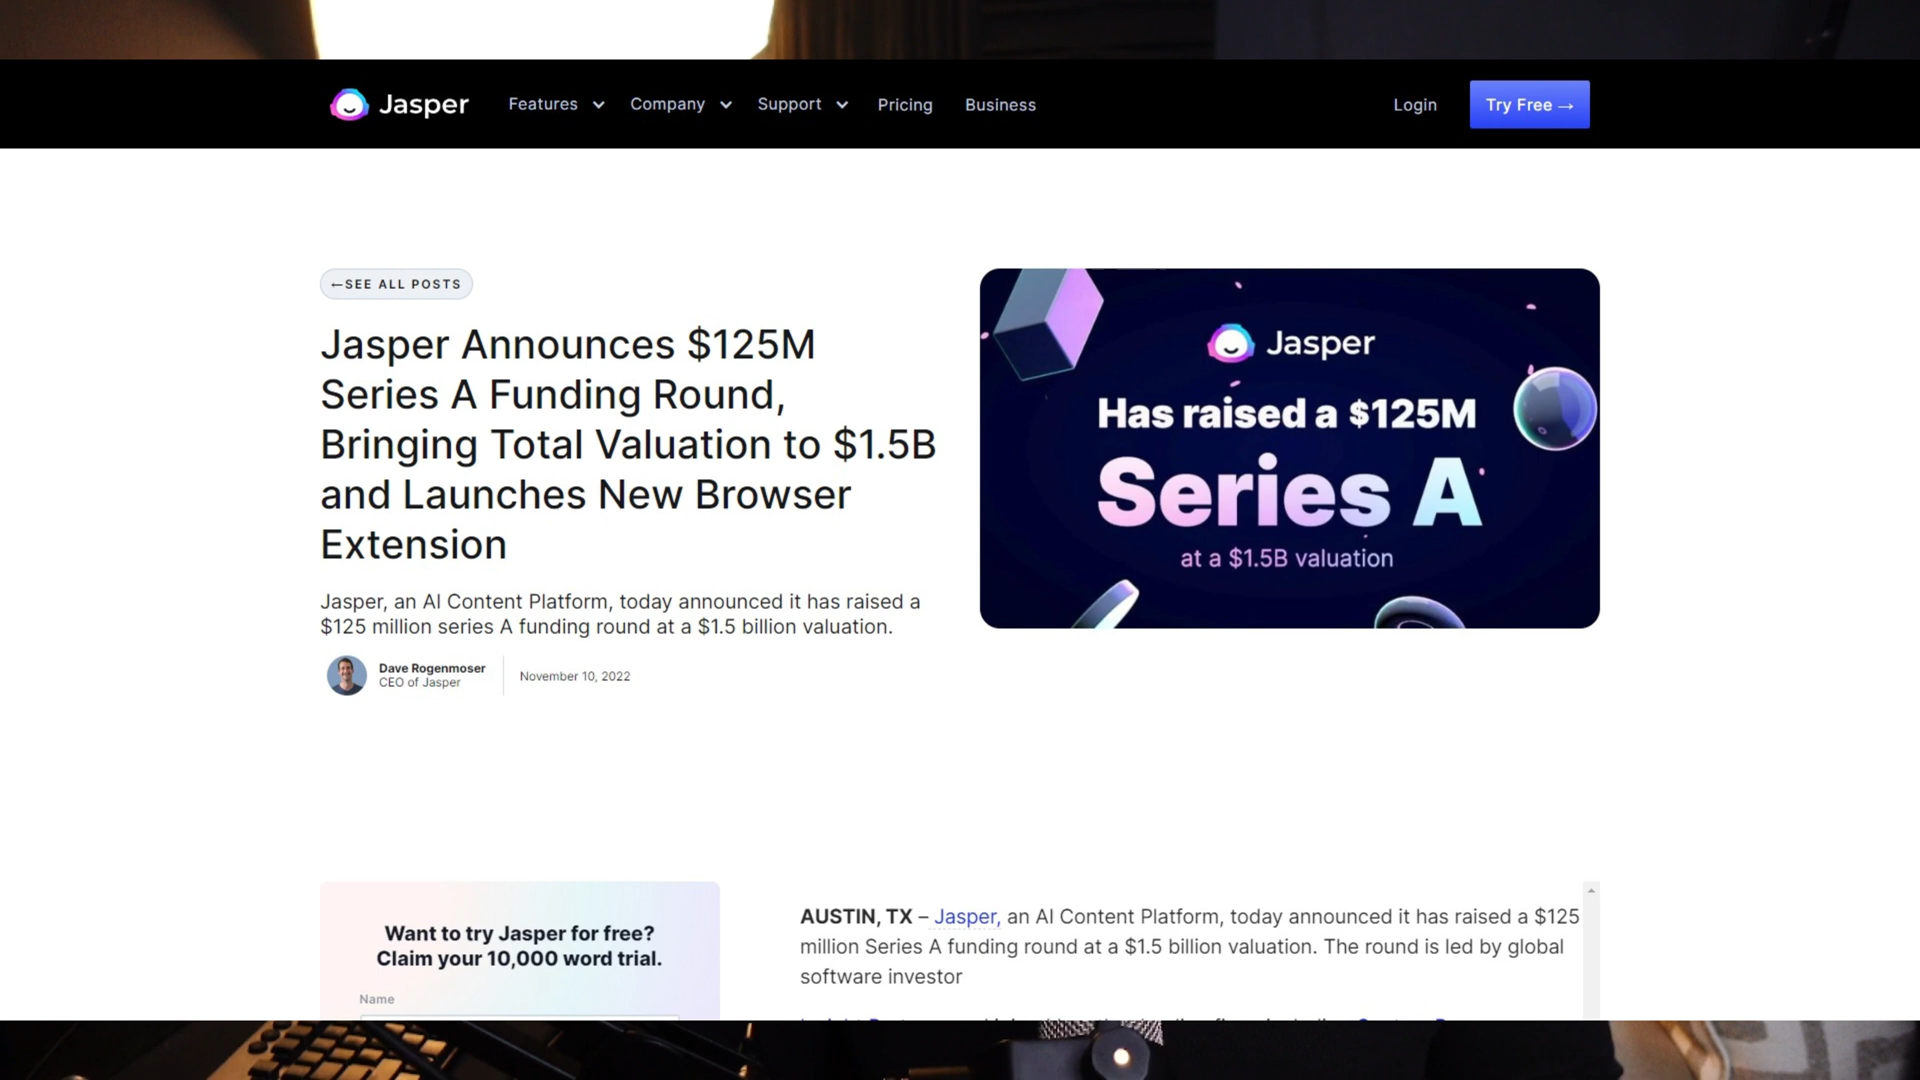 Jasper
Features
Company
Support
Pricing
Business
Login
Try Free →
←SEE ALL POSTS
Jasper Announces $125M
Series A Funding Round,
Bringing Total Valuation to $1.5B
and Launches New Browser
Extension
Jasper, an AI Content Platform, today announced it has raised a
$125 million series A funding round at a $1.5 billion valuation.
Dave Rogenmoser
CEO of Jasper
November 10, 2022
Jasper
Has raised a $125M
Series A
at a $1.5B valuation
Want to try Jasper for free?
Claim your 10,000 word trial.
Name
AUSTIN, TX – Jasper, an AI Content Platform, today announced it has raised a $125
million Series A funding round at a $1.5 billion valuation. The round is led by global
software investor